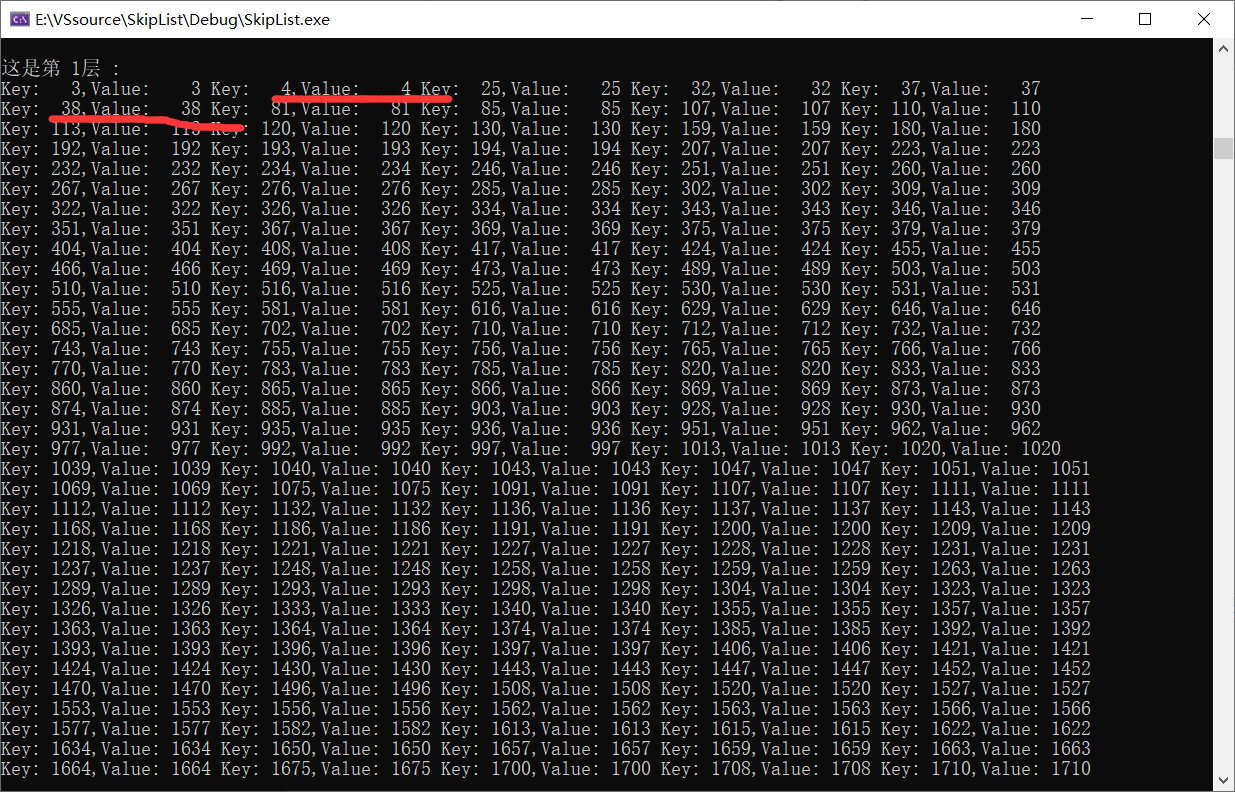 E:\VSsource\SkipList\Debug\SkipList.exe
这是第 1层 :
Key: 3,Value: 3 Key: 4,Value: 4 Key: 25,Value: 25 Key: 32,Value: 32 Key: 37,Value: 37
Key: 38,Value: 38 Key: 81,Value: 81 Key: 85,Value: 85 Key: 107,Value: 107 Key: 110,Value: 110
Key: 113,Value: 113 Key: 120,Value: 120 Key: 130,Value: 130 Key: 159,Value: 159 Key: 180,Value: 180
Key: 192,Value: 192 Key: 193,Value: 193 Key: 194,Value: 194 Key: 207,Value: 207 Key: 223,Value: 223
Key: 232,Value: 232 Key: 234,Value: 234 Key: 246,Value: 246 Key: 251,Value: 251 Key: 260,Value: 260
Key: 267,Value: 267 Key: 276,Value: 276 Key: 285,Value: 285 Key: 302,Value: 302 Key: 309,Value: 309
Key: 322,Value: 322 Key: 326,Value: 326 Key: 334,Value: 334 Key: 343,Value: 343 Key: 346,Value: 346
Key: 351,Value: 351 Key: 367,Value: 367 Key: 369,Value: 369 Key: 375,Value: 375 Key: 379,Value: 379
Key: 404,Value: 404 Key: 408,Value: 408 Key: 417,Value: 417 Key: 424,Value: 424 Key: 455,Value: 455
Key: 466,Value: 466 Key: 469,Value: 469 Key: 473,Value: 473 Key: 489,Value: 489 Key: 503,Value: 503
Key: 510,Value: 510 Key: 516,Value: 516 Key: 525,Value: 525 Key: 530,Value: 530 Key: 531,Value: 531
Key: 555,Value: 555 Key: 581,Value: 581 Key: 616,Value: 616 Key: 629,Value: 629 Key: 646,Value: 646
Key: 685,Value: 685 Key: 702,Value: 702 Key: 710,Value: 710 Key: 712,Value: 712 Key: 732,Value: 732
Key: 743,Value: 743 Key: 755,Value: 755 Key: 756,Value: 756 Key: 765,Value: 765 Key: 766,Value: 766
Key: 770,Value: 770 Key: 783,Value: 783 Key: 785,Value: 785 Key: 820,Value: 820 Key: 833,Value: 833
Key: 860,Value: 860 Key: 865,Value: 865 Key: 866,Value: 866 Key: 869,Value: 869 Key: 873,Value: 873
Key: 874,Value: 874 Key: 885,Value: 885 Key: 903,Value: 903 Key: 928,Value: 928 Key: 930,Value: 930
Key: 931,Value: 931 Key: 935,Value: 935 Key: 936,Value: 936 Key: 951,Value: 951 Key: 962,Value: 962
Key: 977,Value: 977 Key: 992,Value: 992 Key: 997,Value: 997 Key: 1013,Value: 1013 Key: 1020,Value: 1020
Key: 1039,Value: 1039 Key: 1040,Value: 1040 Key: 1043,Value: 1043 Key: 1047,Value: 1047 Key: 1051,Value: 1051
Key: 1069,Value: 1069 Key: 1075,Value: 1075 Key: 1091,Value: 1091 Key: 1107,Value: 1107 Key: 1111,Value: 1111
Key: 1112,Value: 1112 Key: 1132,Value: 1132 Key: 1136,Value: 1136 Key: 1137,Value: 1137 Key: 1143,Value: 1143
Key: 1168,Value: 1168 Key: 1186,Value: 1186 Key: 1191,Value: 1191 Key: 1200,Value: 1200 Key: 1209,Value: 1209
Key: 1218,Value: 1218 Key: 1221,Value: 1221 Key: 1227,Value: 1227 Key: 1228,Value: 1228 Key: 1231,Value: 1231
Key: 1237,Value: 1237 Key: 1248,Value: 1248 Key: 1258,Value: 1258 Key: 1259,Value: 1259 Key: 1263,Value: 1263
Key: 1289,Value: 1289 Key: 1293,Value: 1293 Key: 1298,Value: 1298 Key: 1304,Value: 1304 Key: 1323,Value: 1323
Key: 1326,Value: 1326 Key: 1333,Value: 1333 Key: 1340,Value: 1340 Key: 1355,Value: 1355 Key: 1357,Value: 1357
Key: 1363,Value: 1363 Key: 1364,Value: 1364 Key: 1374,Value: 1374 Key: 1385,Value: 1385 Key: 1392,Value: 1392
Key: 1393,Value: 1393 Key: 1396,Value: 1396 Key: 1397,Value: 1397 Key: 1406,Value: 1406 Key: 1421,Value: 1421
Key: 1424,Value: 1424 Key: 1430,Value: 1430 Key: 1443,Value: 1443 Key: 1447,Value: 1447 Key: 1452,Value: 1452
Key: 1470,Value: 1470 Key: 1496,Value: 1496 Key: 1508,Value: 1508 Key: 1520,Value: 1520 Key: 1527,Value: 1527
Key: 1553,Value: 1553 Key: 1556,Value: 1556 Key: 1562,Value: 1562 Key: 1563,Value: 1563 Key: 1566,Value: 1566
Key: 1577,Value: 1577 Key: 1582,Value: 1582 Key: 1613,Value: 1613 Key: 1615,Value: 1615 Key: 1622,Value: 1622
Key: 1634,Value: 1634 Key: 1650,Value: 1650 Key: 1657,Value: 1657 Key: 1659,Value: 1659 Key: 1663,Value: 1663
Key: 1664,Value: 1664 Key: 1675,Value: 1675 Key: 1700,Value: 1700 Key: 1708,Value: 1708 Key: 1710,Value: 1710